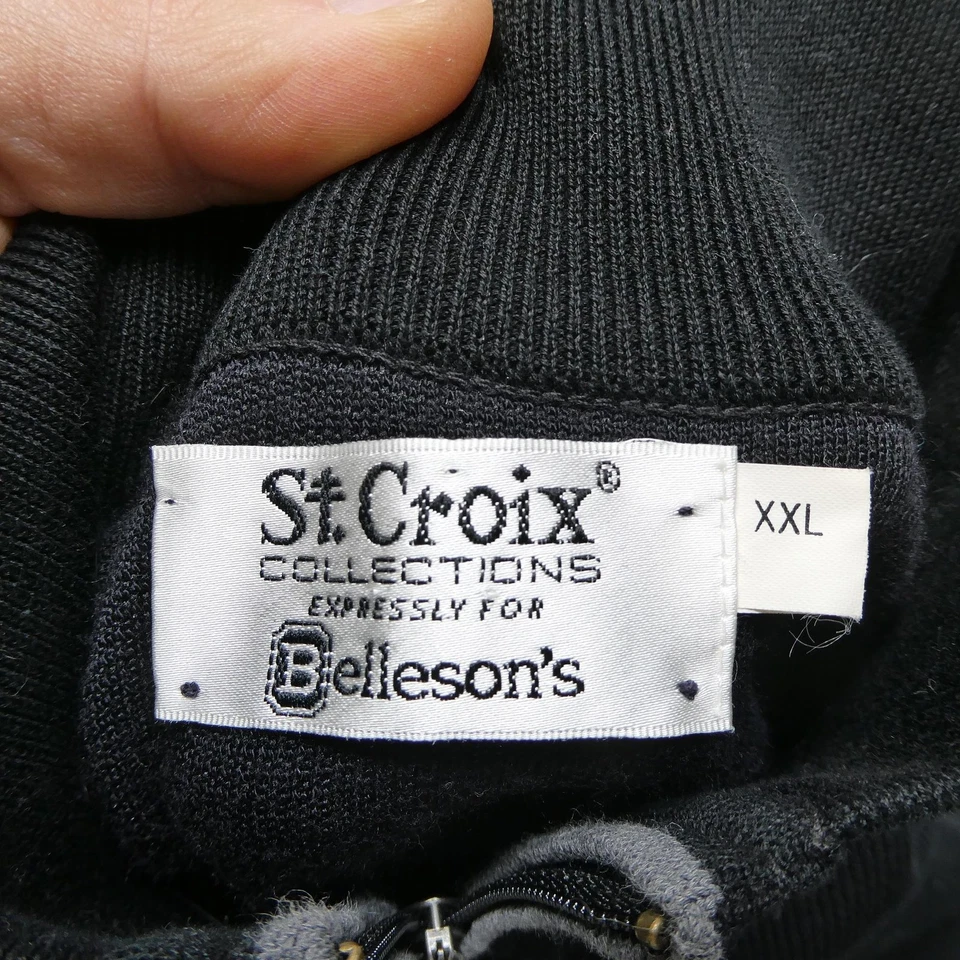 St. Croix®
COLLECTIONS
EXPRESSLY FOR
Belleson's
XXL